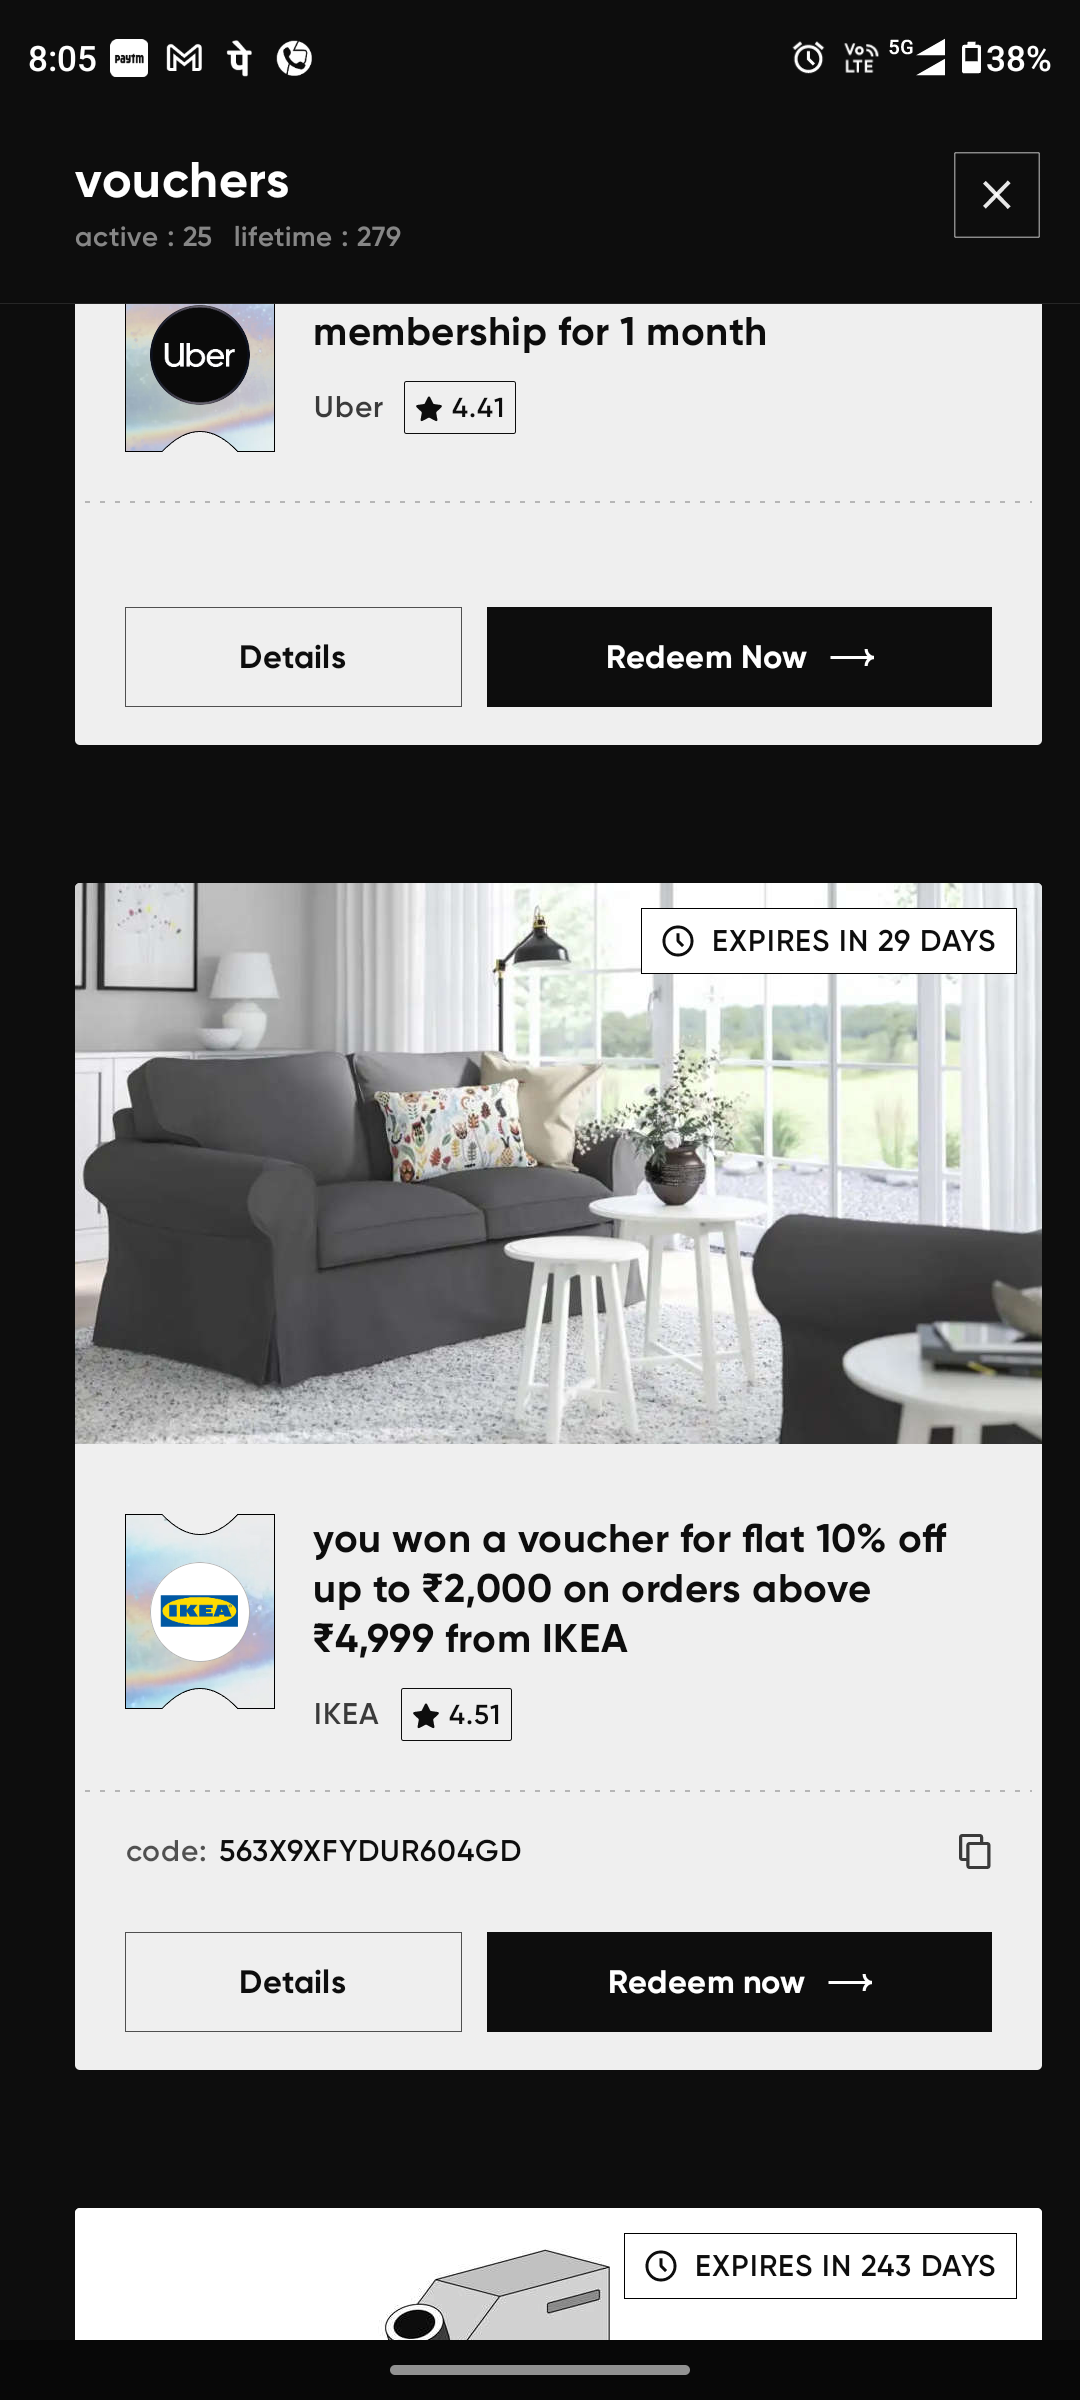 8:05 paytm पे Vo LTE 5G 38%
vouchers
active : 25 lifetime : 279
Uber
membership for 1 month
Uber ★ 4.41
Details
Redeem Now →
EXPIRES IN 29 DAYS
IKEA
you won a voucher for flat 10% off
up to ₹2,000 on orders above
₹4,999 from IKEA
IKEA ★ 4.51
code: 563X9XFYDUR604GD
Details
Redeem now →
EXPIRES IN 243 DAYS